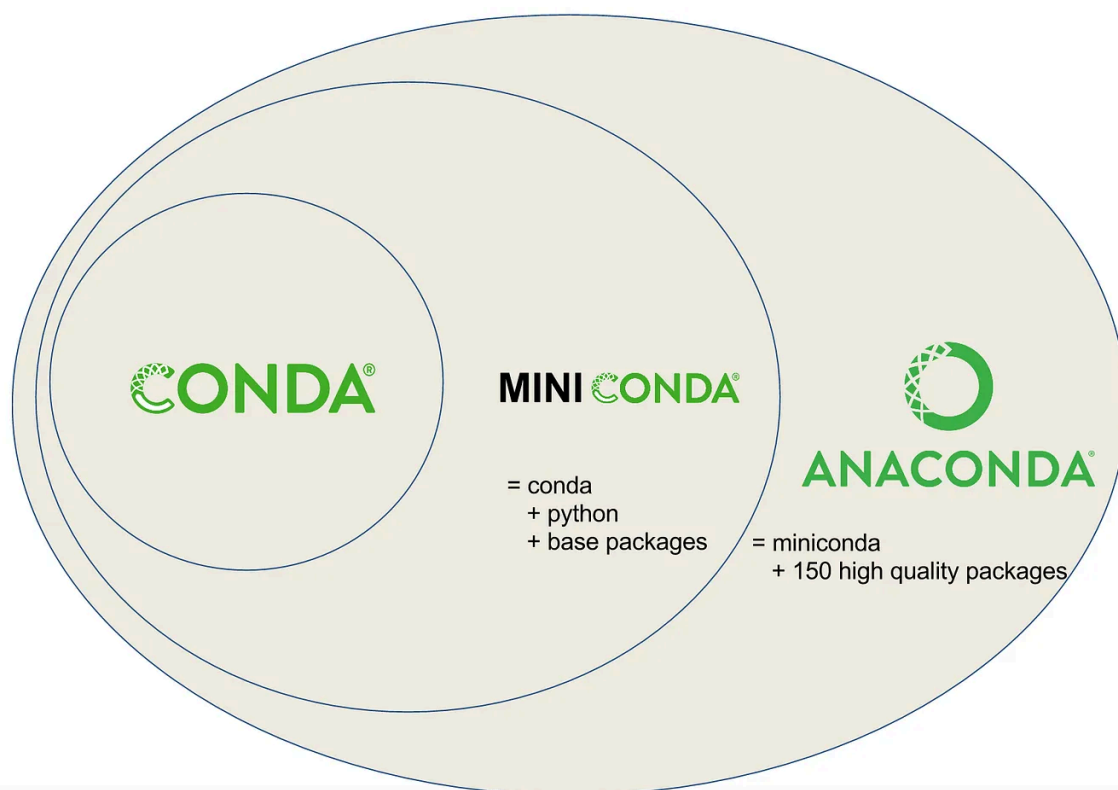 CONDA®
MINI CONDA®
= conda
+ python
+ base packages
ANACONDA®
= miniconda
+ 150 high quality packages